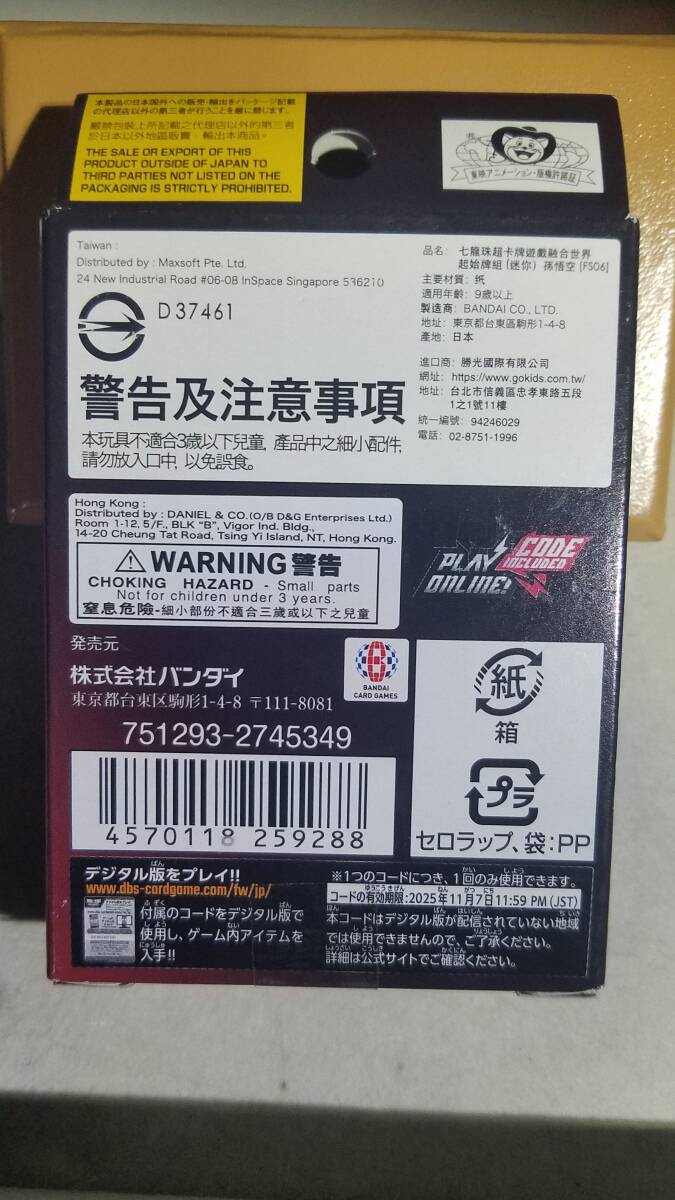 本製品の日本国外への販売・輸出をパッケージ記載
の代理店以外の第三者が行うことを厳に禁じます。
嚴禁包裝上所記載之代理店以外的第三者
於日本以外地區販賣、輸出本商品。
THE SALE OR EXPORT OF THIS
PRODUCT OUTSIDE OF JAPAN TO
THIRD PARTIES NOT LISTED ON THE
PACKAGING IS STRICTLY PROHIBITED.
東映アニメーション・版権許諾証
Taiwan :
Distributed by : Maxsoft Pte. Ltd.
24 New Industrial Road #06-08 InSpace Singapore 536210
D37461
警告及注意事項
本玩具不適合3歲以下兒童, 產品中之細小配件,
請勿放入口中, 以免誤食。
品名: 七龍珠超卡牌遊戲融合世界
起始牌組 (迷你) 孫悟空 [FS06]
主要材質: 紙
適用年齡: 9歲以上
製造商: BANDAI CO., LTD.
地址: 東京都台東區駒形1-4-8
產地: 日本
進口商: 勝光國際有限公司
網址: https://www.gokids.com.tw/
地址: 台北市信義區忠孝東路五段
1之1號11樓
統一編號: 94246029
電話: 02-8751-1996
Hong Kong :
Distributed by : DANIEL & CO.(O/B D&G Enterprises Ltd.)
Room 1-12, 5/F., BLK "B", Vigor Ind. Bldg.,
14-20 Cheung Tat Road, Tsing Yi Island, NT, Hong Kong.
WARNING 警告
CHOKING HAZARD - Small parts
Not for children under 3 years.
窒息危險-細小部份不適合三歲或以下之兒童
PLAY ONLINE!
CODE INCLUDED
発売元
株式会社バンダイ
東京都台東区駒形1-4-8 〒111-8081
BANDAI
CARD GAMES
紙
箱
プラ
セロラップ、袋:PP
751293-2745349
4570118 259288
デジタル版をプレイ!!
www.dbs-cardgame.com/fw/jp/
付属のコードをデジタル版で
使用し、ゲーム内アイテムを
入手!!
※1つのコードにつき、1回のみ使用できます。
コードの有効期限:2025年11月7日11:59 PM (JST)
本コードはデジタル版が配信されていない地域
では使用できませんので、ご了承ください。
詳細は公式サイトでご確認ください。